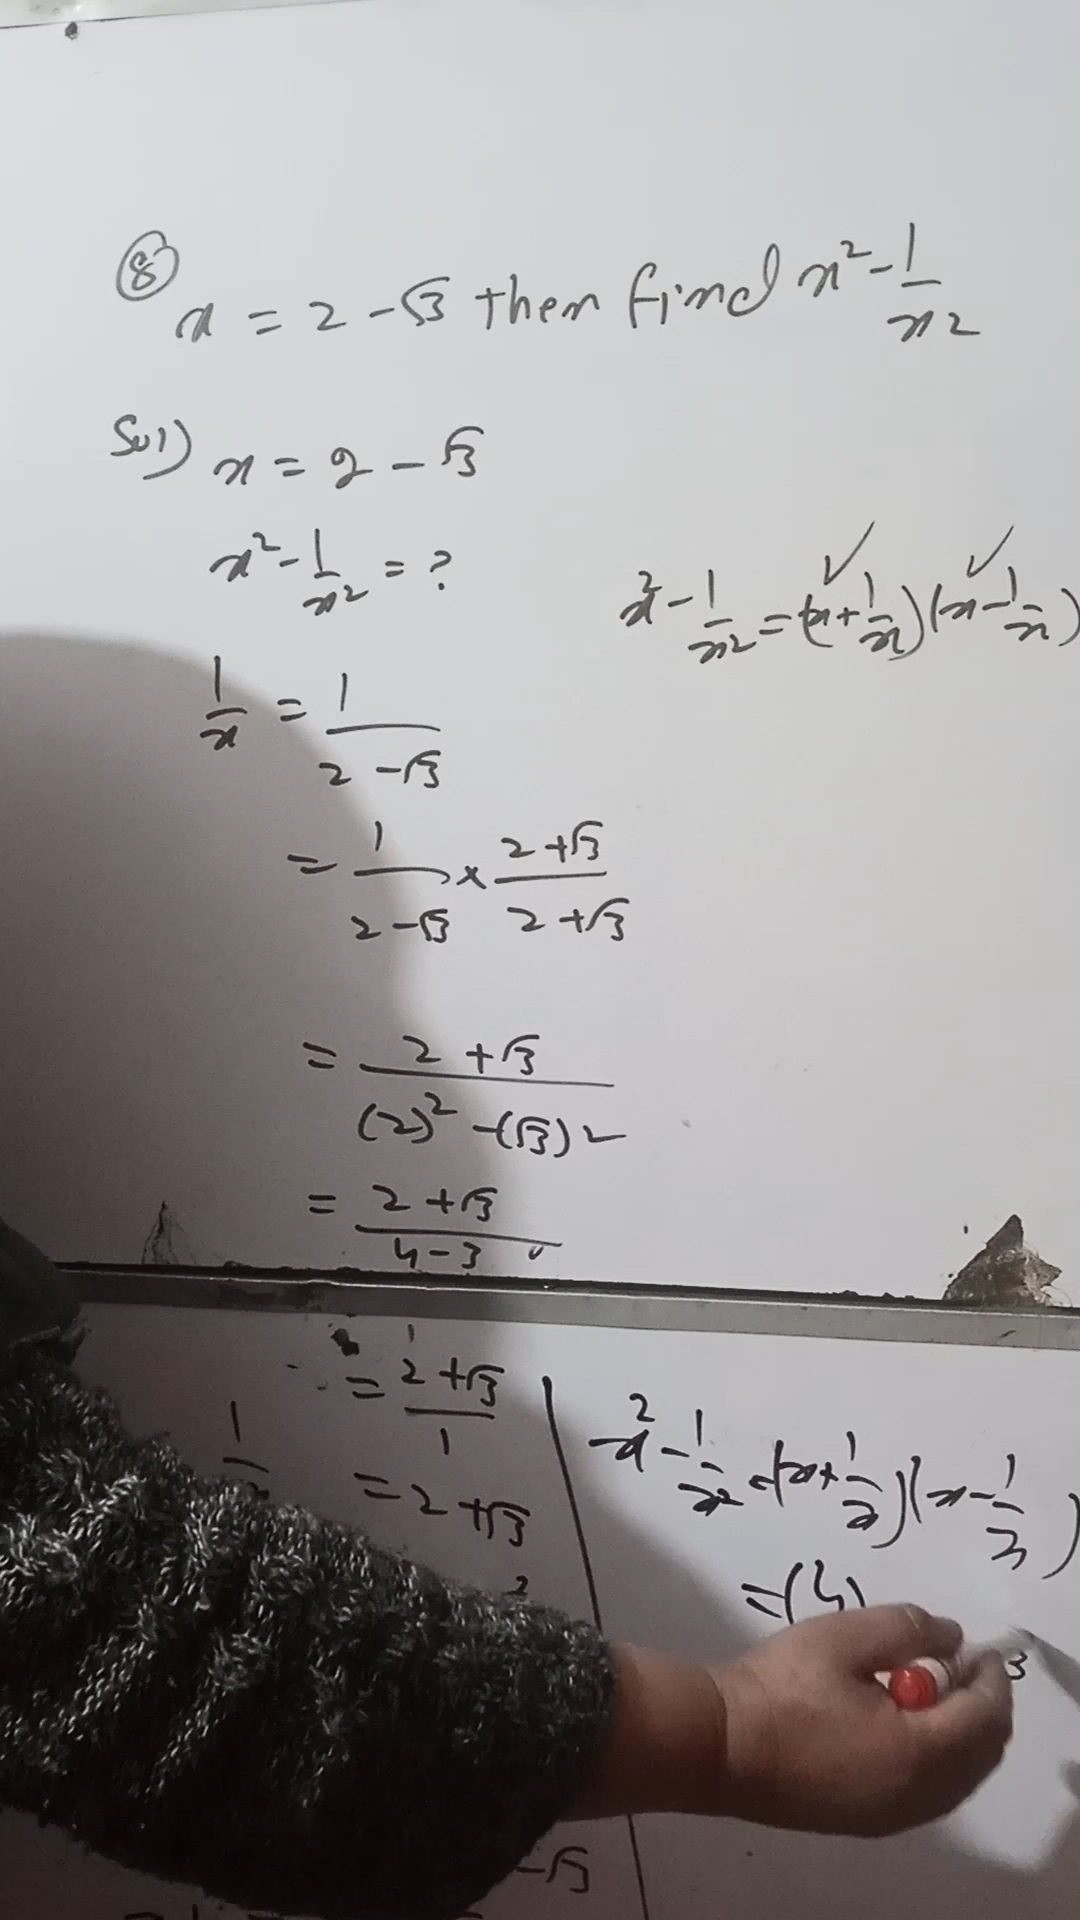 ⑧
x = 2 - √3 then find x² - 1/x²
Sol) x = 2 - √3
x² - 1/x² = ?
x² - 1/x² = (x + 1/x)(x - 1/x)
1/x = 1/(2 - √3)
= 1/(2 - √3) × (2 + √3)/(2 + √3)
= (2 + √3)/((2)² - (√3)²)
= (2 + √3)/(4 - 3)
= (2 + √3)/1
= 2 + √3
x² - 1/x² = (x + 1/x)(x - 1/x)
= (4)
- √3